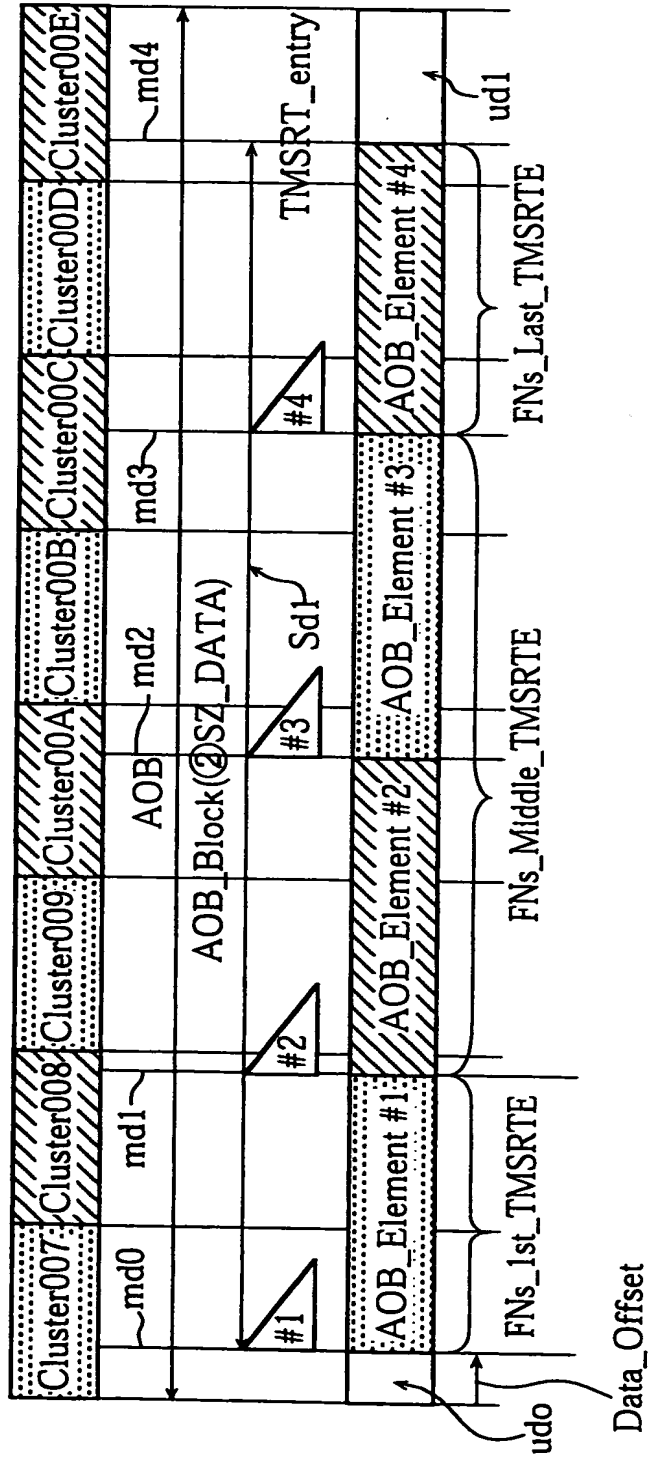 Cluster007 Cluster008 Cluster009 Cluster00A Cluster00B Cluster00C Cluster00D Cluster00E
md0 md1 AOB md2 md3 md4
AOB_Block(②SZ_DATA)
Sd1
#1 #2 #3 #4 TMSRT_entry
AOB_Element #1 AOB_Element #2 AOB_Element #3 AOB_Element #4
udo FNs_1st_TMSRTE FNs_Middle_TMSRTE FNs_Last_TMSRTE ud1
Data_Offset